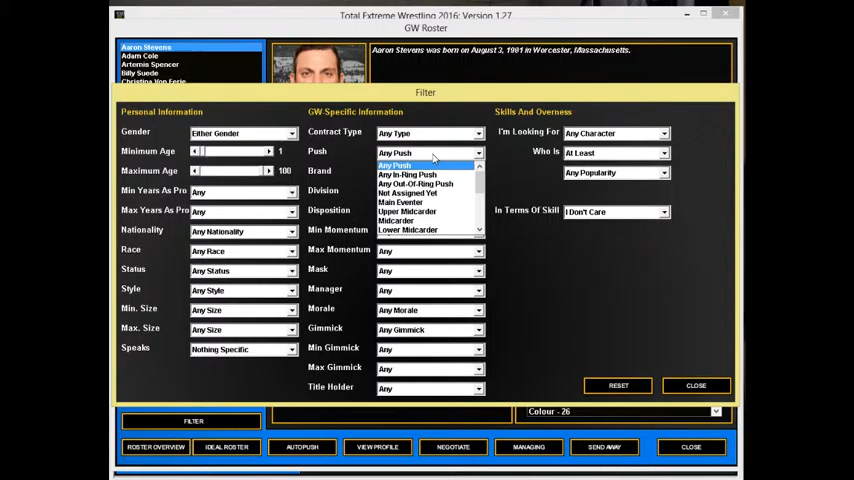 Total Extreme Wrestling 2016: Version 1.27
GW Roster
Aaron Stevens
Adam Cole
Artemis Spencer
Billy Suede
Christina Von Eerie
Aaron Stevens was born on August 3, 1981 in Worcester, Massachusetts.
Filter
Personal Information
Gender Either Gender
Minimum Age 1
Maximum Age 100
Min Years As Pro Any
Max Years As Pro Any
Nationality Any Nationality
Race Any Race
Status Any Status
Style Any Style
Min. Size Any Size
Max. Size Any Size
Speaks Nothing Specific
GW-Specific Information
Contract Type Any Type
Push Any Push
Any Push
Brand Any In-Ring Push
Any Out-Of-Ring Push
Division Not Assigned Yet
Main Eventer
Disposition Upper Midcarder
Midcarder
Min Momentum Lower Midcarder
Max Momentum Any
Mask Any
Manager Any
Morale Any Morale
Gimmick Any Gimmick
Min Gimmick Any
Max Gimmick Any
Title Holder Any
Skills And Overness
I'm Looking For Any Character
Who Is At Least
Any Popularity
In Terms Of Skill I Don't Care
RESET CLOSE
Colour - 26
FILTER
ROSTER OVERVIEW IDEAL ROSTER AUTOPUSH VIEW PROFILE NEGOTIATE MANAGING SEND AWAY CLOSE